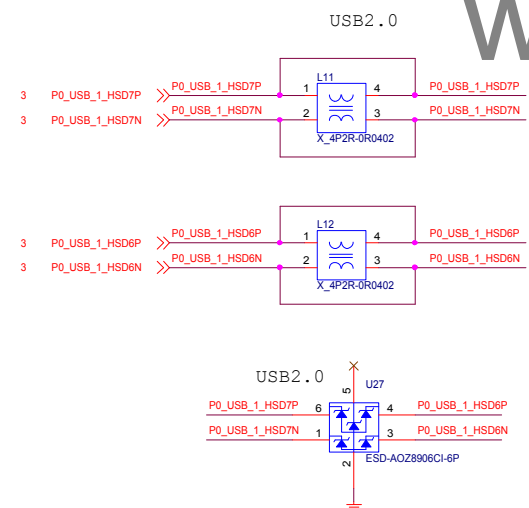 USB2.0
W
L11
3 P0_USB_1_HSD7P P0_USB_1_HSD7P 1 4 P0_USB_1_HSD7P
3 P0_USB_1_HSD7N P0_USB_1_HSD7N 2 3 P0_USB_1_HSD7N
X_4P2R-0R0402
L12
3 P0_USB_1_HSD6P P0_USB_1_HSD6P 1 4 P0_USB_1_HSD6P
3 P0_USB_1_HSD6N P0_USB_1_HSD6N 2 3 P0_USB_1_HSD6N
X_4P2R-0R0402
USB2.0
5 U27
P0_USB_1_HSD7P 6 4 P0_USB_1_HSD6P
P0_USB_1_HSD7N 1 3 P0_USB_1_HSD6N
2 ESD-AOZ8906CI-6P